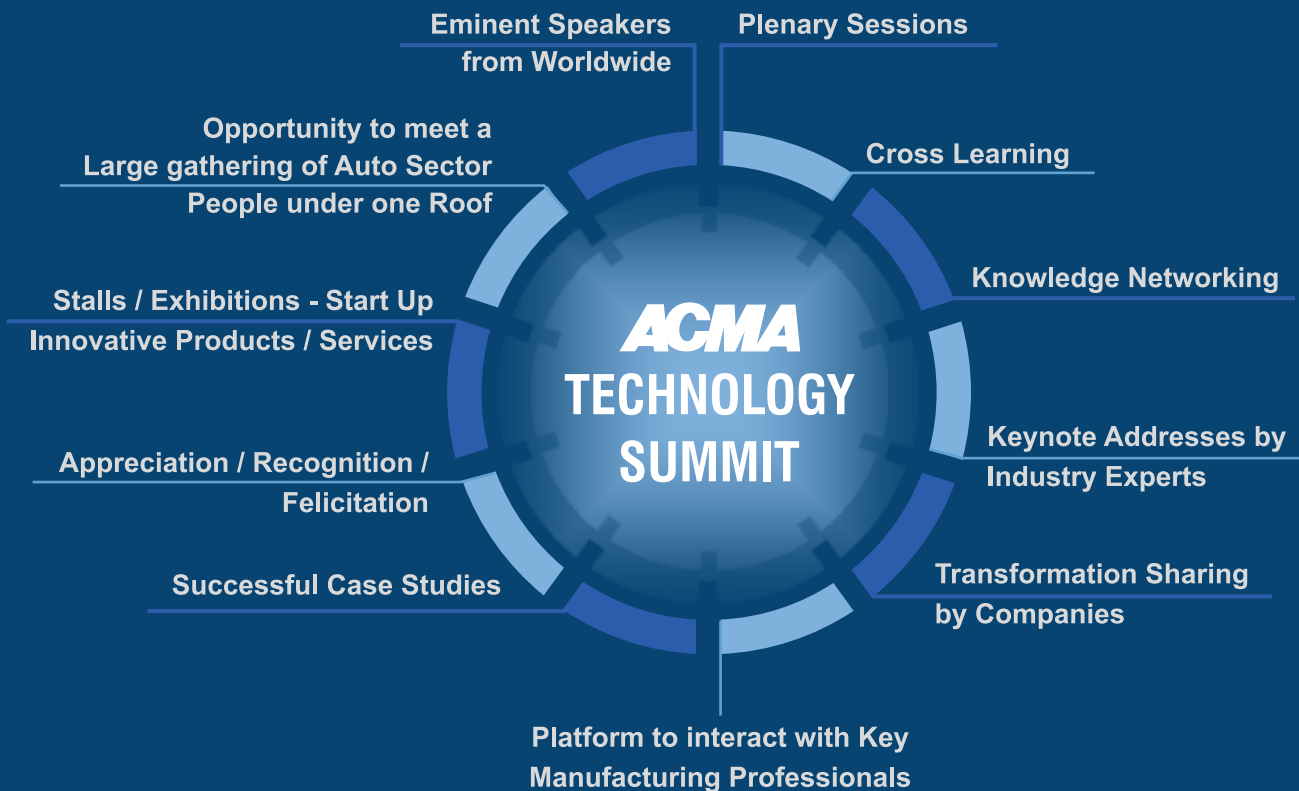 Eminent Speakers
from Worldwide
Plenary Sessions
Opportunity to meet a
Large gathering of Auto Sector
People under one Roof
Cross Learning
Stalls / Exhibitions - Start Up
Innovative Products / Services
Knowledge Networking
ACMA
TECHNOLOGY
SUMMIT
Appreciation / Recognition /
Felicitation
Keynote Addresses by
Industry Experts
Successful Case Studies
Transformation Sharing
by Companies
Platform to interact with Key
Manufacturing Professionals